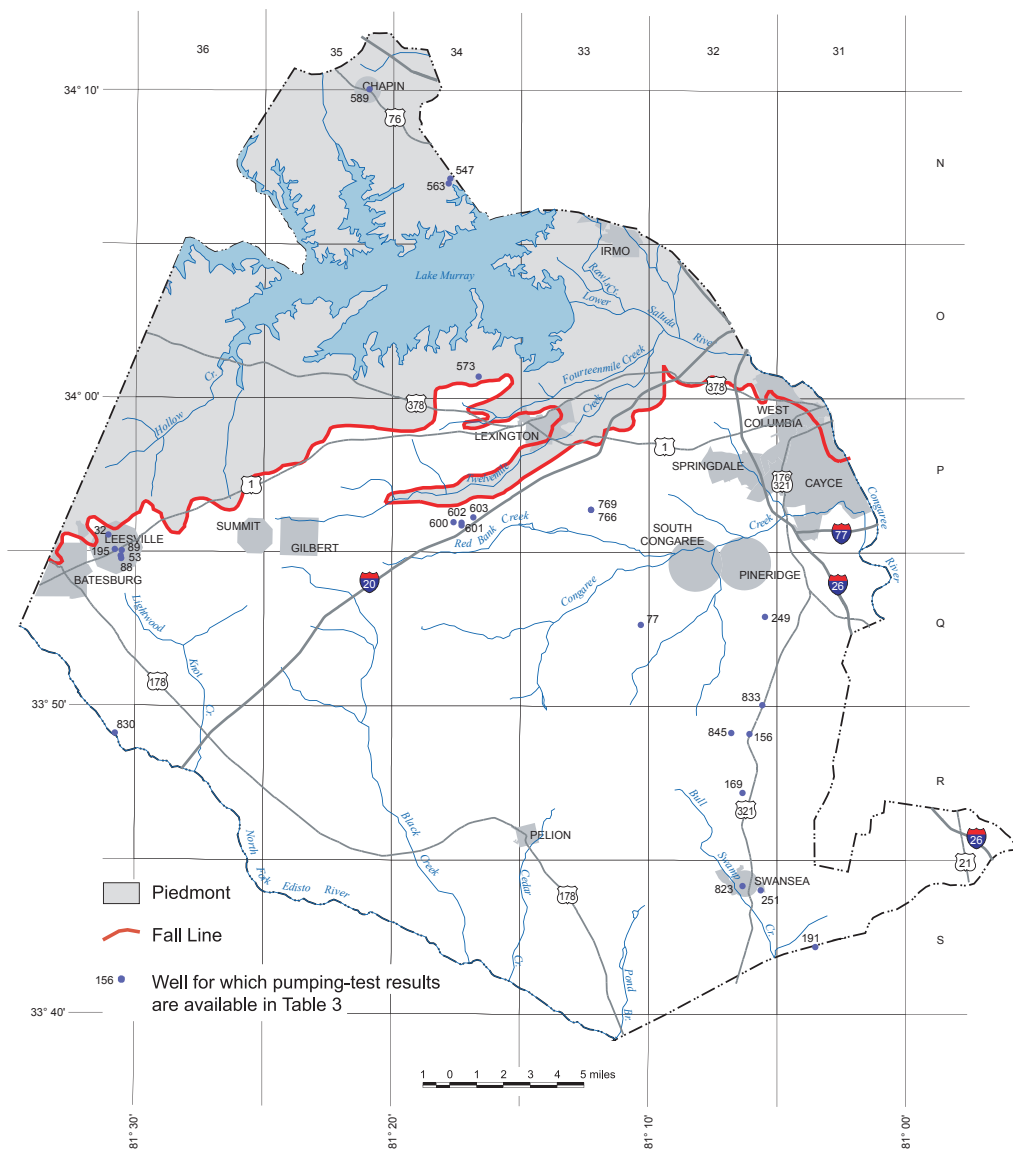 36
35
34
33
32
31
34° 10'
CHAPIN
589
76
547
563
N
IRMO
Rawls Cr.
Lower
Saluda
River
Lake Murray
O
573
Fourteenmile Creek
Hollow
Cr.
34° 00'
378
378
WEST
COLUMBIA
LEXINGTON
Creek
Twelvemile
1
1
SPRINGDALE
176
321
CAYCE
P
Congaree
River
32
LEESVILLE
195
89
53
88
BATESBURG
SUMMIT
GILBERT
602
603
600
601
Red Bank
Creek
769
766
SOUTH
CONGAREE
Creek
77
20
PINERIDGE
26
Congaree
Lightwood
Knot
Cr.
77
249
Q
178
33° 50'
833
830
845
156
169
R
321
Bull
Swamp
Cr.
26
21
North
Fork
Edisto
River
Black
Creek
PELION
Cedar
Cr.
178
823
SWANSEA
251
191
S
Pond
Br.
Piedmont
Fall Line
156
Well for which pumping-test results
are available in Table 3
33° 40'
1 0 1 2 3 4 5 miles
81° 30'
81° 20'
81° 10'
81° 00'